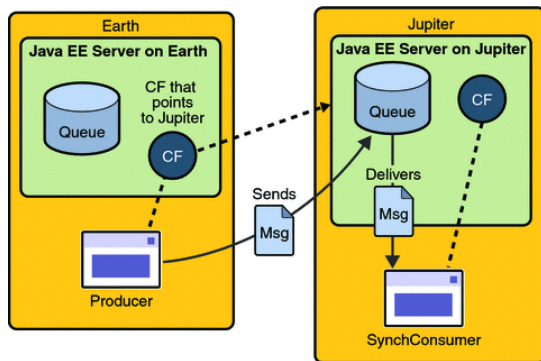 Earth
Java EE Server on Earth
Queue
CF that
points
to Jupiter
CF
Producer
Sends
Msg
Jupiter
Java EE Server on Jupiter
Queue
CF
Delivers
Msg
SynchConsumer